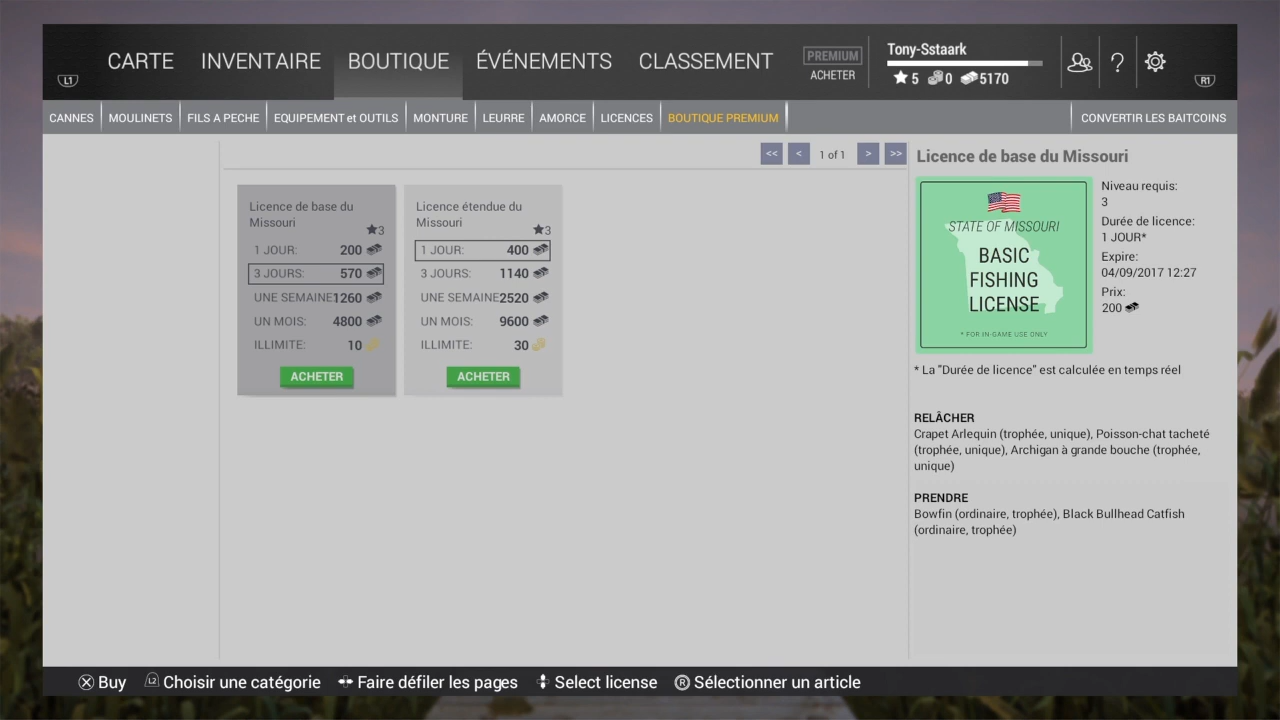 CARTE INVENTAIRE BOUTIQUE ÉVÉNEMENTS CLASSEMENT
PREMIUM
ACHETER
Tony-Sstaark
5 0 5170
L1
R1
CANNES MOULINETS FILS A PECHE EQUIPEMENT et OUTILS MONTURE LEURRE AMORCE LICENCES BOUTIQUE PREMIUM CONVERTIR LES BAITCOINS
<< < 1 of 1 > >>
Licence de base du Missouri
3
1 JOUR: 200
3 JOURS: 570
UNE SEMAINE 1260
UN MOIS: 4800
ILLIMITE: 10
ACHETER
Licence étendue du Missouri
3
1 JOUR: 400
3 JOURS: 1140
UNE SEMAINE 2520
UN MOIS: 9600
ILLIMITE: 30
ACHETER
Licence de base du Missouri
STATE OF MISSOURI
BASIC
FISHING
LICENSE
* FOR IN-GAME USE ONLY
Niveau requis:
3
Durée de licence:
1 JOUR*
Expire:
04/09/2017 12:27
Prix:
200
* La "Durée de licence" est calculée en temps réel
RELÂCHER
Crapet Arlequin (trophée, unique), Poisson-chat tacheté
(trophée, unique), Archigan à grande bouche (trophée,
unique)
PRENDRE
Bowfin (ordinaire, trophée), Black Bullhead Catfish
(ordinaire, trophée)
Buy L2 Choisir une catégorie Faire défiler les pages Select license R Sélectionner un article